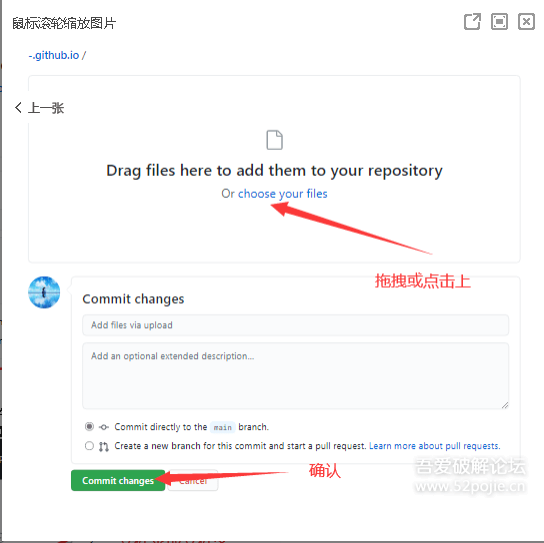 鼠标滚轮缩放图片
-.github.io /
上一张
Drag files here to add them to your repository
Or choose your files
拖拽或点击上
Commit changes
Add files via upload
Add an optional extended description...
Commit directly to the main branch.
Create a new branch for this commit and start a pull request. Learn more about pull requests.
Commit changes
Cancel
确认
吾爱破解论坛
www.52pojie.cn